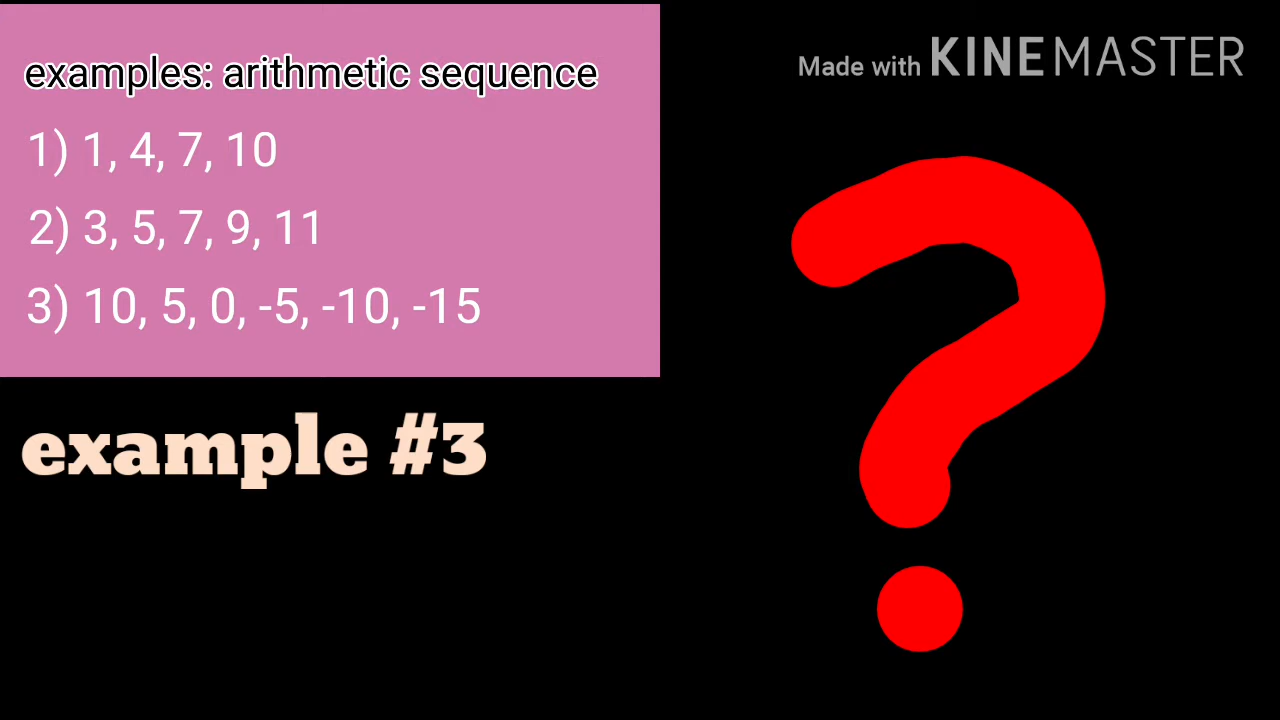 examples: arithmetic sequence
1) 1, 4, 7, 10
2) 3, 5, 7, 9, 11
3) 10, 5, 0, -5, -10, -15
example #3
Made with KINEMASTER
?